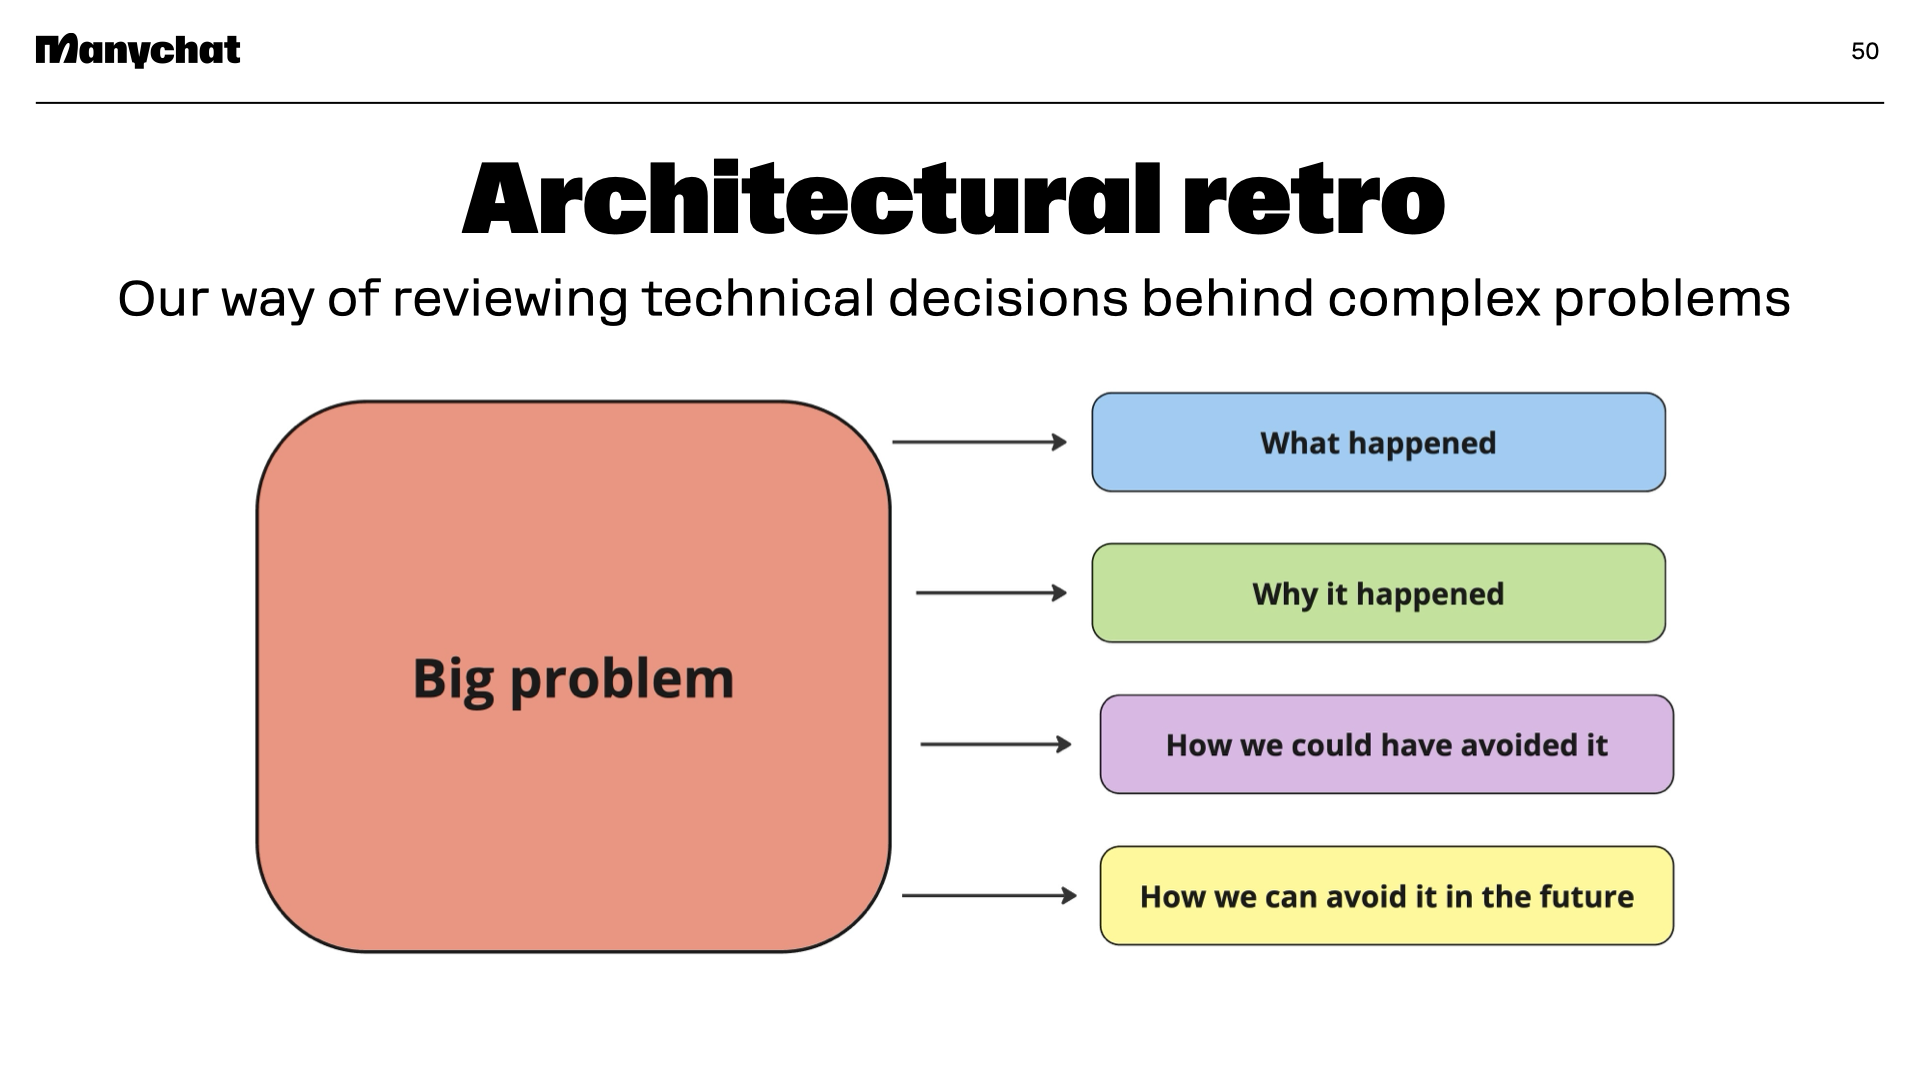 Manychat
50
Architectural retro
Our way of reviewing technical decisions behind complex problems
Big problem
What happened
Why it happened
How we could have avoided it
How we can avoid it in the future